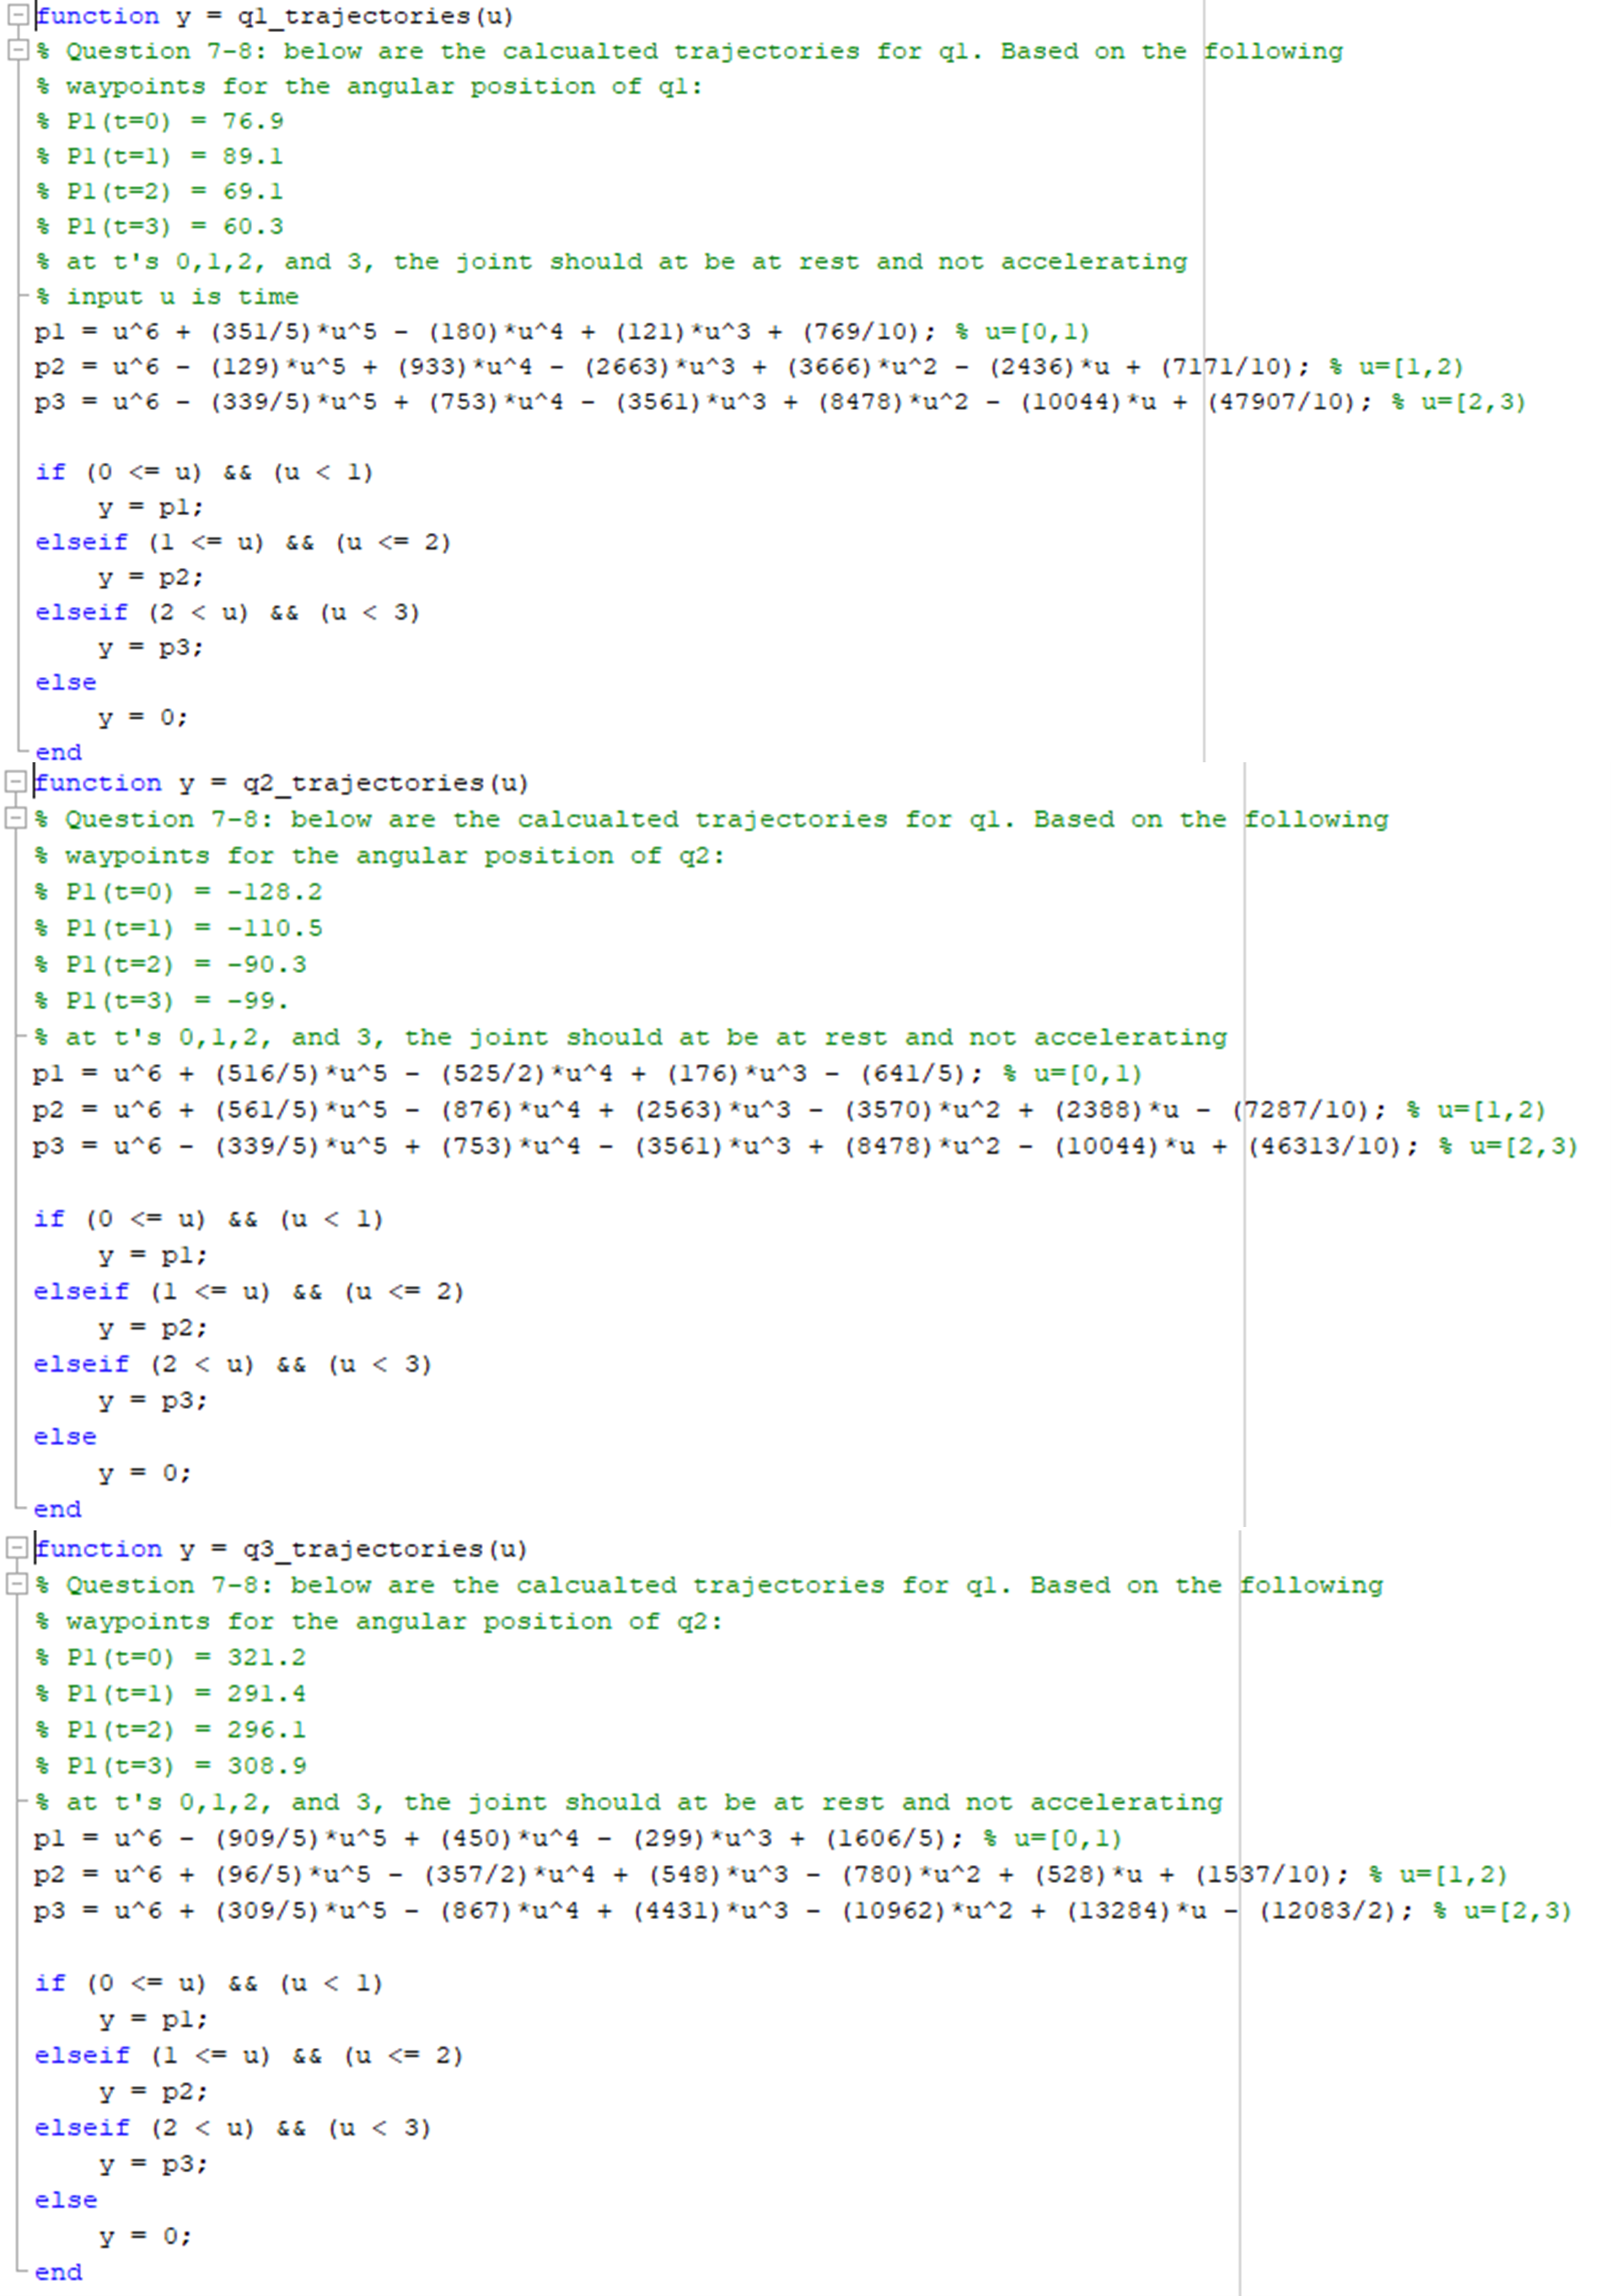 function y = q1_trajectories(u)
% Question 7-8: below are the calcualted trajectories for q1. Based on the following
% waypoints for the angular position of q1:
% P1(t=0) = 76.9
% P1(t=1) = 89.1
% P1(t=2) = 69.1
% P1(t=3) = 60.3
% at t's 0,1,2, and 3, the joint should at be at rest and not accelerating
% input u is time
p1 = u^6 + (351/5)*u^5 - (180)*u^4 + (121)*u^3 + (769/10); % u=[0,1)
p2 = u^6 - (129)*u^5 + (933)*u^4 - (2663)*u^3 + (3666)*u^2 - (2436)*u + (7171/10); % u=[1,2)
p3 = u^6 - (339/5)*u^5 + (753)*u^4 - (3561)*u^3 + (8478)*u^2 - (10044)*u + (47907/10); % u=[2,3)
if (0 <= u) && (u < 1)
y = p1;
elseif (1 <= u) && (u <= 2)
y = p2;
elseif (2 < u) && (u < 3)
y = p3;
else
y = 0;
end
function y = q2_trajectories(u)
% Question 7-8: below are the calcualted trajectories for q1. Based on the following
% waypoints for the angular position of q2:
% P1(t=0) = -128.2
% P1(t=1) = -110.5
% P1(t=2) = -90.3
% P1(t=3) = -99.
% at t's 0,1,2, and 3, the joint should at be at rest and not accelerating
p1 = u^6 + (516/5)*u^5 - (525/2)*u^4 + (176)*u^3 - (641/5); % u=[0,1)
p2 = u^6 + (561/5)*u^5 - (876)*u^4 + (2563)*u^3 - (3570)*u^2 + (2388)*u - (7287/10); % u=[1,2)
p3 = u^6 - (339/5)*u^5 + (753)*u^4 - (3561)*u^3 + (8478)*u^2 - (10044)*u + (46313/10); % u=[2,3)
if (0 <= u) && (u < 1)
y = p1;
elseif (1 <= u) && (u <= 2)
y = p2;
elseif (2 < u) && (u < 3)
y = p3;
else
y = 0;
end
function y = q3_trajectories(u)
% Question 7-8: below are the calcualted trajectories for q1. Based on the following
% waypoints for the angular position of q2:
% P1(t=0) = 321.2
% P1(t=1) = 291.4
% P1(t=2) = 296.1
% P1(t=3) = 308.9
% at t's 0,1,2, and 3, the joint should at be at rest and not accelerating
p1 = u^6 - (909/5)*u^5 + (450)*u^4 - (299)*u^3 + (1606/5); % u=[0,1)
p2 = u^6 + (96/5)*u^5 - (357/2)*u^4 + (548)*u^3 - (780)*u^2 + (528)*u + (1537/10); % u=[1,2)
p3 = u^6 + (309/5)*u^5 - (867)*u^4 + (4431)*u^3 - (10962)*u^2 + (13284)*u - (12083/2); % u=[2,3)
if (0 <= u) && (u < 1)
y = p1;
elseif (1 <= u) && (u <= 2)
y = p2;
elseif (2 < u) && (u < 3)
y = p3;
else
y = 0;
end